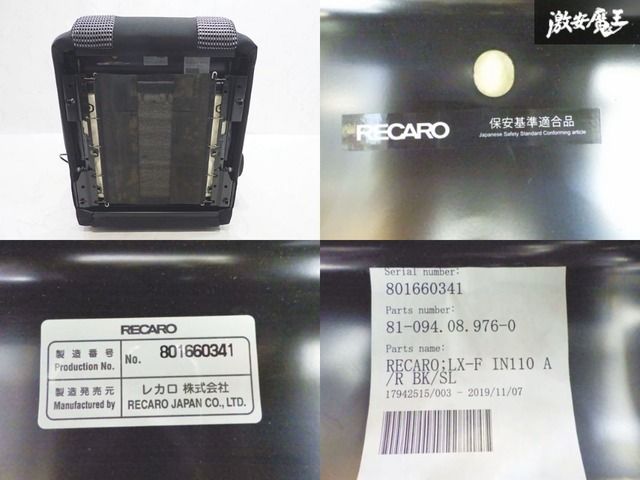 激安魔王
RECARO
保安基準適合品
Japanese Safety Standard Conforming article
RECARO
製造番号
Production No.
No. 801660341
製造発売元
Manufactured by
レカロ 株式会社
RECARO JAPAN CO., LTD.
Serial number:
801660341
Parts number:
81-094.08.976-0
Parts name:
RECARO:LX-F IN110 A
/R BK/SL
17942515/003 - 2019/11/07